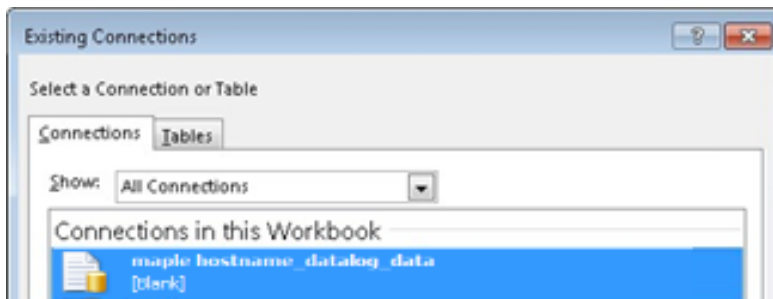 Existing Connections
Select a Connection or Table
Connections Tables
Show: All Connections
Connections in this Workbook
maple hostname_datalog_data
[Blank]